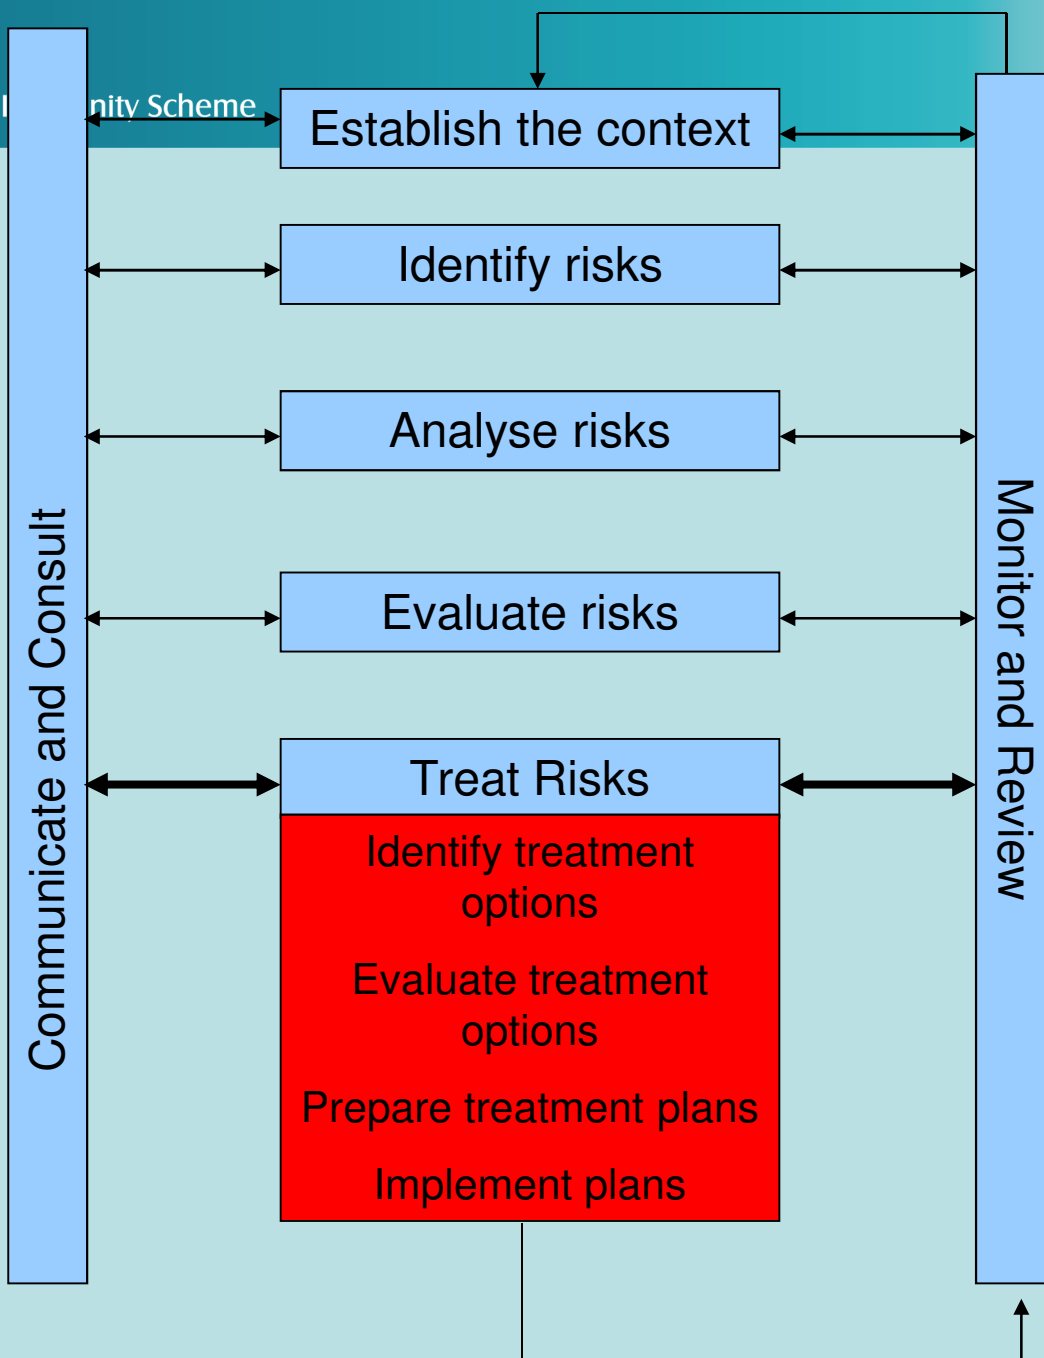 nity Scheme
Establish the context
Identify risks
Analyse risks
Evaluate risks
Treat Risks
Identify treatment
options
Evaluate treatment
options
Prepare treatment plans
Implement plans
Communicate and Consult
Monitor and Review